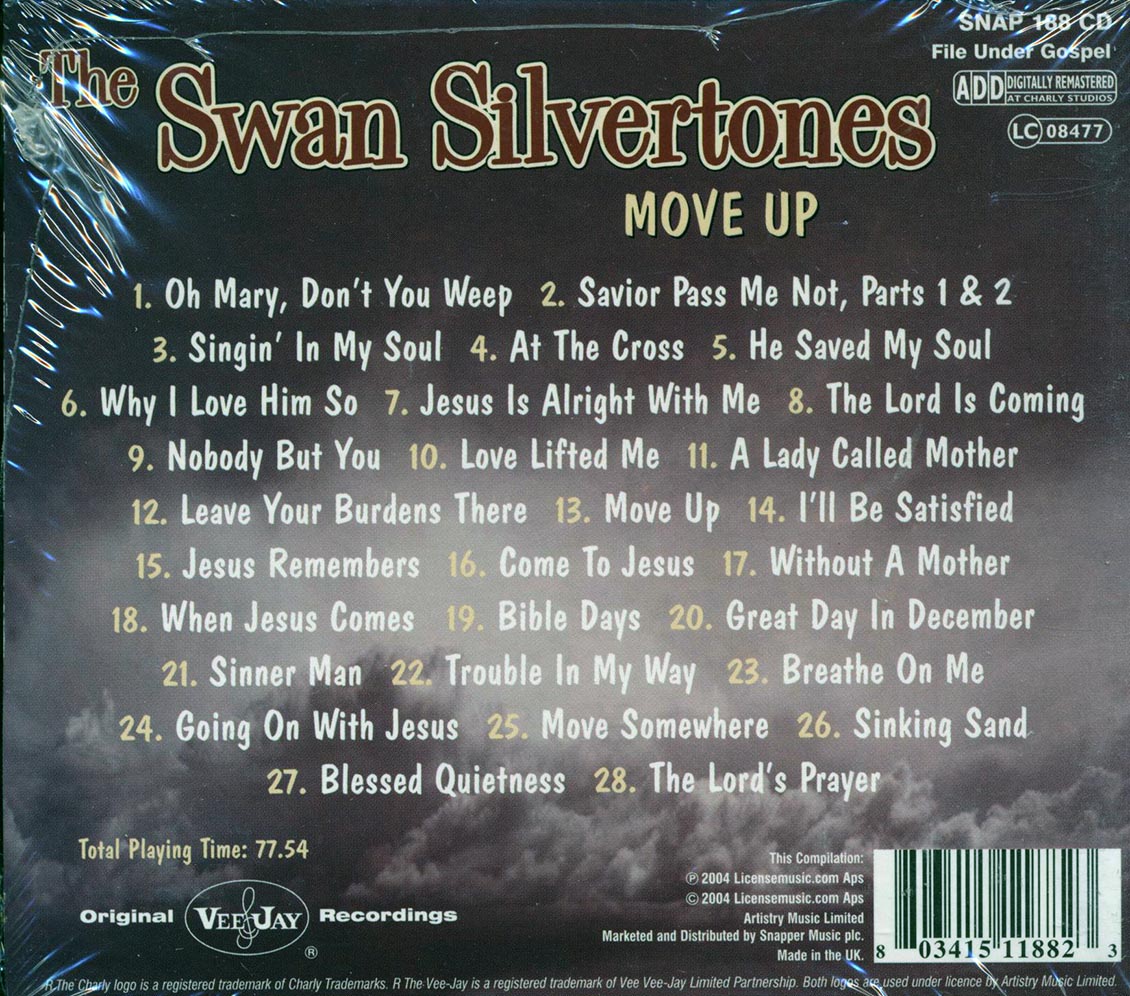 SNAP 188 CD
File Under Gospel
ADD DIGITALLY REMASTERED
AT CHARLY STUDIOS
LC 08477
The Swan Silvertones
MOVE UP
1. Oh Mary, Don't You Weep 2. Savior Pass Me Not, Parts 1 & 2
3. Singin' In My Soul 4. At The Cross 5. He Saved My Soul
6. Why I Love Him So 7. Jesus Is Alright With Me 8. The Lord Is Coming
9. Nobody But You 10. Love Lifted Me 11. A Lady Called Mother
12. Leave Your Burdens There 13. Move Up 14. I'll Be Satisfied
15. Jesus Remembers 16. Come To Jesus 17. Without A Mother
18. When Jesus Comes 19. Bible Days 20. Great Day In December
21. Sinner Man 22. Trouble In My Way 23. Breathe On Me
24. Going On With Jesus 25. Move Somewhere 26. Sinking Sand
27. Blessed Quietness 28. The Lord's Prayer
Total Playing Time: 77.54
Original VEE JAY Recordings
®
This Compilation:
℗ 2004 Licensemusic.com Aps
© 2004 Licensemusic.com Aps
Artistry Music Limited
Marketed and Distributed by Snapper Music plc.
Made in the UK.
8 03415 11882 3
R The Charly logo is a registered trademark of Charly Trademarks. R The Vee-Jay is a registered trademark of Vee Vee-Jay Limited Partnership. Both logos are used under licence by Artistry Music Limited.